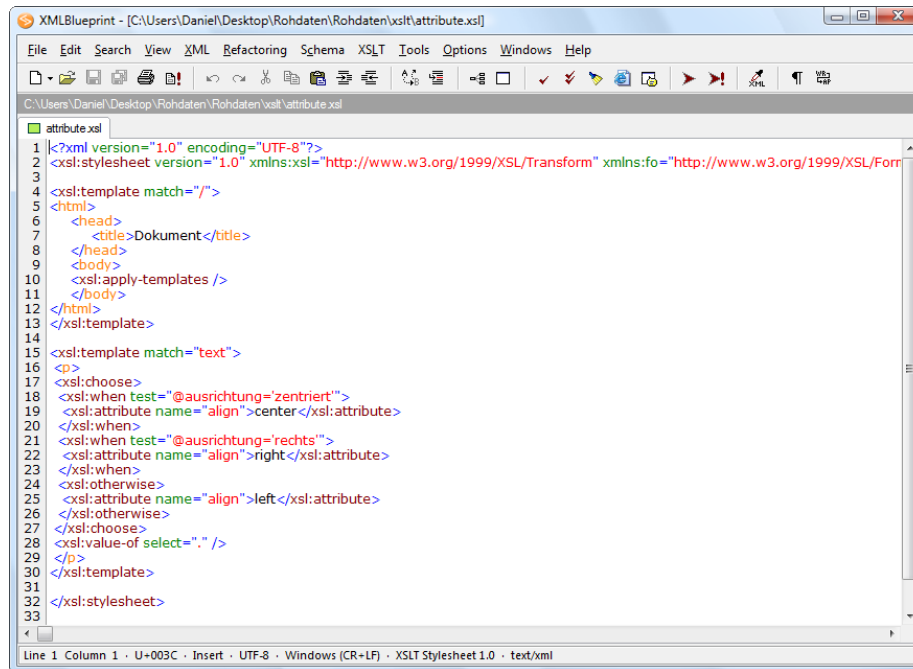 XMLBlueprint - [C:\Users\Daniel\Desktop\Rohdaten\Rohdaten\xslt\attribute.xsl]
File Edit Search View XML Refactoring Schema XSLT Tools Options Windows Help
C:\Users\Daniel\Desktop\Rohdaten\Rohdaten\xslt\attribute.xsl
attribute.xsl
1 <?xml version="1.0" encoding="UTF-8"?>
2 <xsl:stylesheet version="1.0" xmlns:xsl="http://www.w3.org/1999/XSL/Transform" xmlns:fo="http://www.w3.org/1999/XSL/Forr
3
4 <xsl:template match="/">
5 <html>
6 <head>
7 <title>Dokument</title>
8 </head>
9 <body>
10 <xsl:apply-templates />
11 </body>
12 </html>
13 </xsl:template>
14
15 <xsl:template match="text">
16 <p>
17 <xsl:choose>
18 <xsl:when test="@ausrichtung='zentriert'">
19 <xsl:attribute name="align">center</xsl:attribute>
20 </xsl:when>
21 <xsl:when test="@ausrichtung='rechts'">
22 <xsl:attribute name="align">right</xsl:attribute>
23 </xsl:when>
24 <xsl:otherwise>
25 <xsl:attribute name="align">left</xsl:attribute>
26 </xsl:otherwise>
27 </xsl:choose>
28 <xsl:value-of select="." />
29 </p>
30 </xsl:template>
31
32 </xsl:stylesheet>
33
Line 1 Column 1 · U+003C · Insert · UTF-8 · Windows (CR+LF) · XSLT Stylesheet 1.0 · text/xml